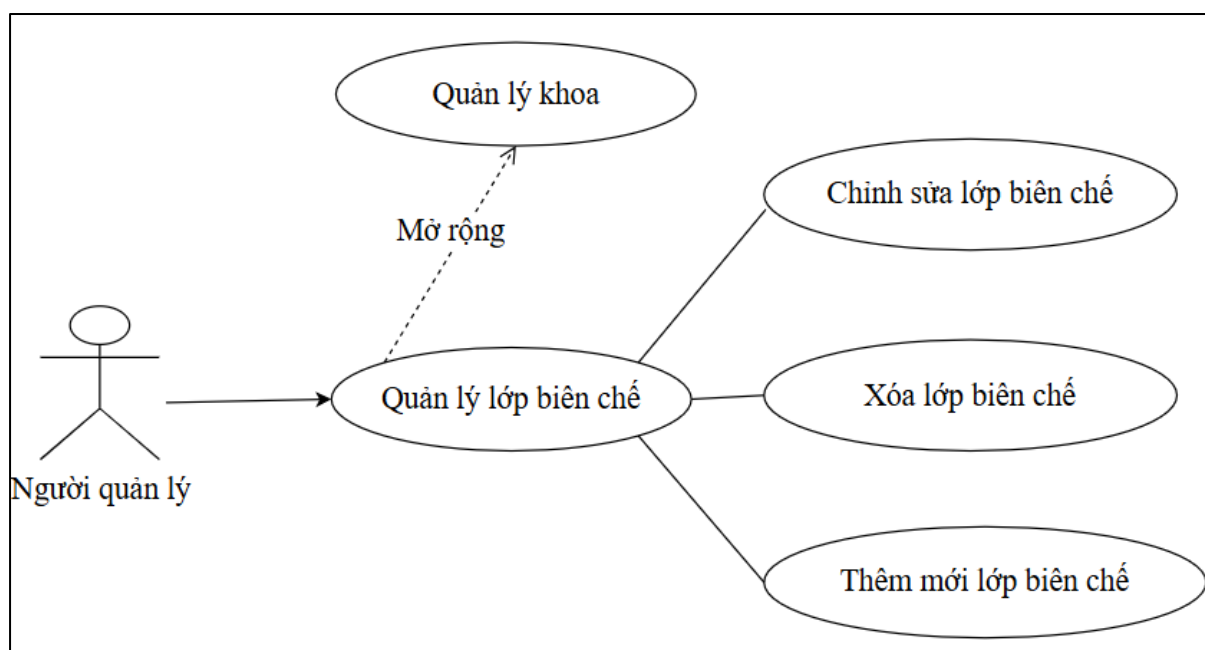 Quản lý khoa
Chỉnh sửa lớp biên chế
Mở rộng
Quản lý lớp biên chế
Xóa lớp biên chế
Người quản lý
Thêm mới lớp biên chế